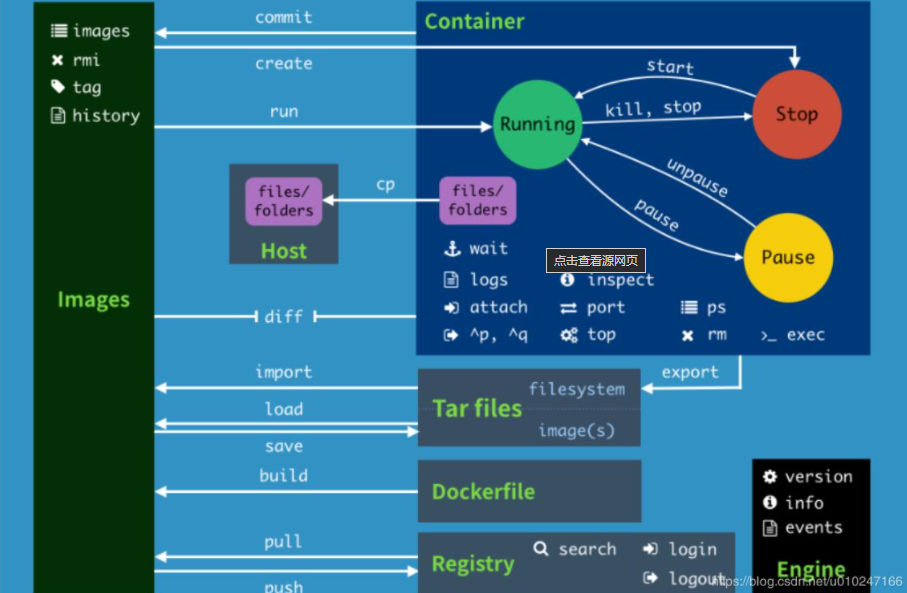 images
rmi
tag
history
Images
commit
create
run
Container
start
kill, stop
Running
Stop
unpause
pause
Pause
files/
folders
Host
cp
files/
folders
wait
点击查看源网页
logs
inspect
attach
port
ps
^p, ^q
top
rm
>_ exec
diff
import
export
filesystem
Tar files
load
image(s)
save
build
Dockerfile
version
info
events
Engine
pull
search
login
Registry
logout
push
https://blog.csdn.net/u010247166